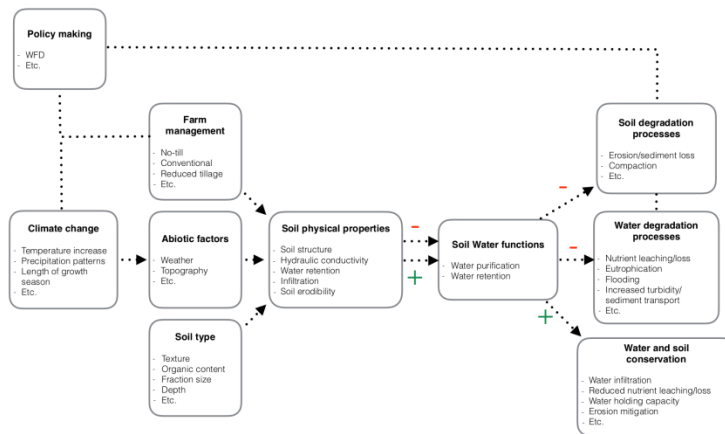 Policy making
- WFD
- Etc.
Farm
management
- No-till
- Conventional
- Reduced tillage
- Etc.
Soil degradation
processes
- Erosion/sediment loss
- Compaction
- Etc.
Climate change
- Temperature increase
- Precipitation patterns
- Length of growth
season
- Etc.
Abiotic factors
- Weather
- Topography
- Etc.
Soil physical properties
- Soil structure
- Hydraulic conductivity
- Water retention
- Infiltration
- Soil erodibility
-
+
Soil Water functions
- Water purification
- Water retention
-
-
+
Water degradation
processes
- Nutrient leaching/loss
- Eutrophication
- Flooding
- Increased turbidity/
sediment transport
- Etc.
Soil type
- Texture
- Organic content
- Fraction size
- Depth
- Etc.
Water and soil
conservation
- Water infiltration
- Reduced nutrient leaching/loss
- Water holding capacity
- Erosion mitigation
- Etc.